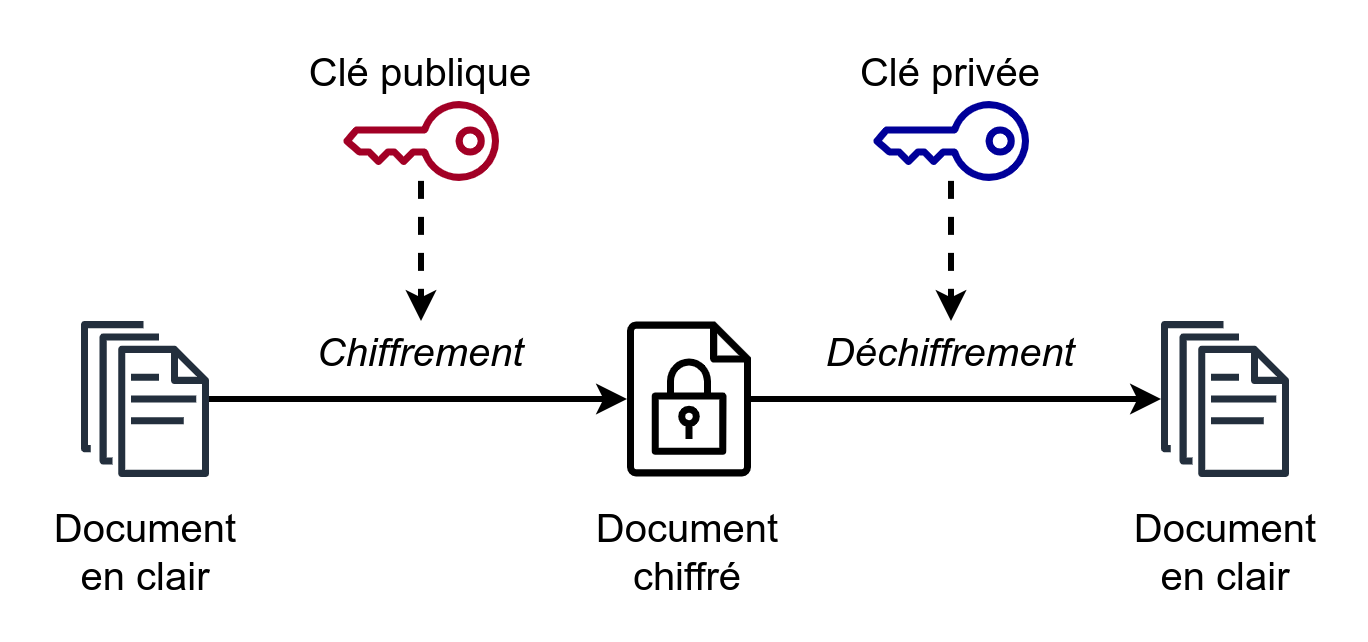 Clé publique
Clé privée
Chiffrement
Déchiffrement
Document
en clair
Document
chiffré
Document
en clair